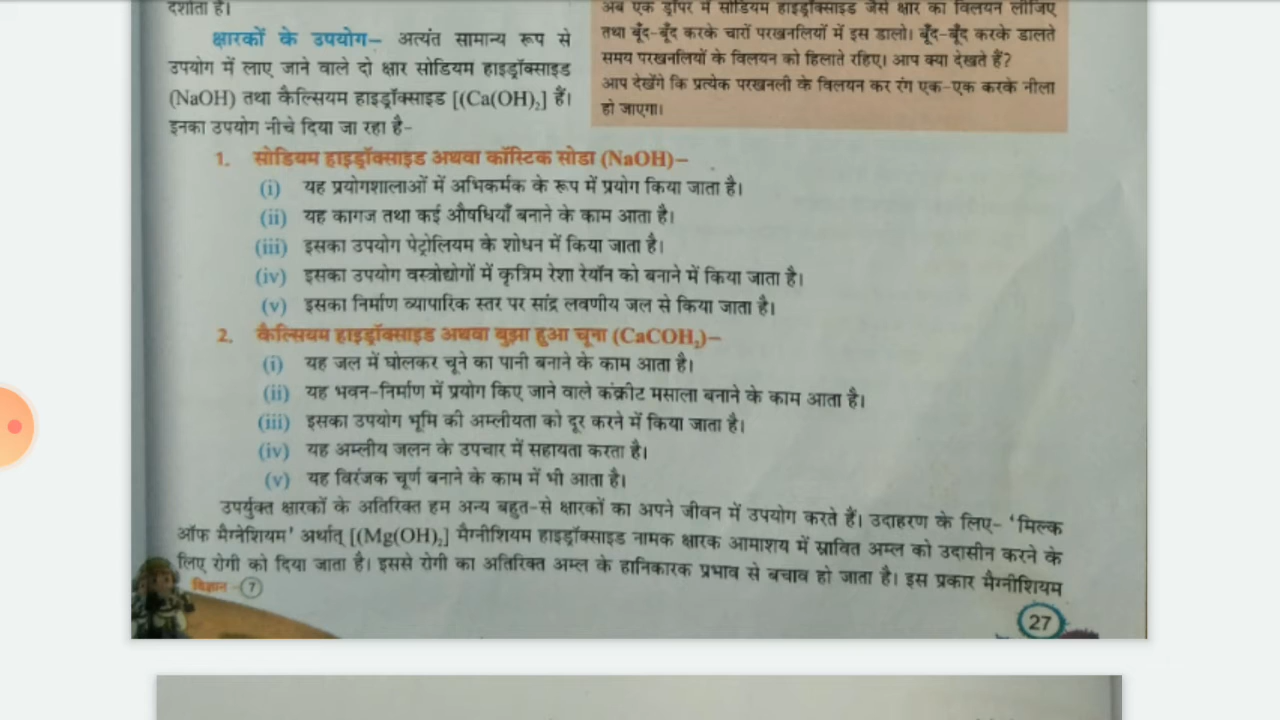 दर्शाता है।
क्षारकों के उपयोग– अत्यंत सामान्य रूप से
उपयोग में लाए जाने वाले दो क्षार सोडियम हाइड्रॉक्साइड
(NaOH) तथा कैल्सियम हाइड्रॉक्साइड [(Ca(OH)₂] हैं।
इनका उपयोग नीचे दिया जा रहा है–
अब एक ड्रॉपर में सोडियम हाइड्रॉक्साइड जैसे क्षार का विलयन लीजिए
तथा बूँद-बूँद करके चारों परखनलियों में इस डालो। बूँद-बूँद करके डालते
समय परखनलियों के विलयन को हिलाते रहिए। आप क्या देखते हैं?
आप देखेंगे कि प्रत्येक परखनली के विलयन कर रंग एक-एक करके नीला
हो जाएगा।
1. सोडियम हाइड्रॉक्साइड अथवा कॉस्टिक सोडा (NaOH)–
(i) यह प्रयोगशालाओं में अभिकर्मक के रूप में प्रयोग किया जाता है।
(ii) यह कागज तथा कई औषधियाँ बनाने के काम आता है।
(iii) इसका उपयोग पेट्रोलियम के शोधन में किया जाता है।
(iv) इसका उपयोग वस्त्रोद्योगों में कृत्रिम रेशा रेयॉन को बनाने में किया जाता है।
(v) इसका निर्माण व्यापारिक स्तर पर सांद्र लवणीय जल से किया जाता है।
2. कैल्सियम हाइड्रॉक्साइड अथवा बुझा हुआ चूना (CaCOH₂)–
(i) यह जल में घोलकर चूने का पानी बनाने के काम आता है।
(ii) यह भवन-निर्माण में प्रयोग किए जाने वाले कंक्रीट मसाला बनाने के काम आता है।
(iii) इसका उपयोग भूमि की अम्लीयता को दूर करने में किया जाता है।
(iv) यह अम्लीय जलन के उपचार में सहायता करता है।
(v) यह विरंजक चूर्ण बनाने के काम में भी आता है।
उपर्युक्त क्षारकों के अतिरिक्त हम अन्य बहुत-से क्षारकों का अपने जीवन में उपयोग करते हैं। उदाहरण के लिए– ‘मिल्क
ऑफ मैग्नेशियम’ अर्थात् [(Mg(OH)₂] मैग्नीशियम हाइड्रॉक्साइड नामक क्षारक आमाशय में स्रावित अम्ल को उदासीन करने के
लिए रोगी को दिया जाता है। इससे रोगी का अतिरिक्त अम्ल के हानिकारक प्रभाव से बचाव हो जाता है। इस प्रकार मैग्नीशियम
विज्ञान – 7
27